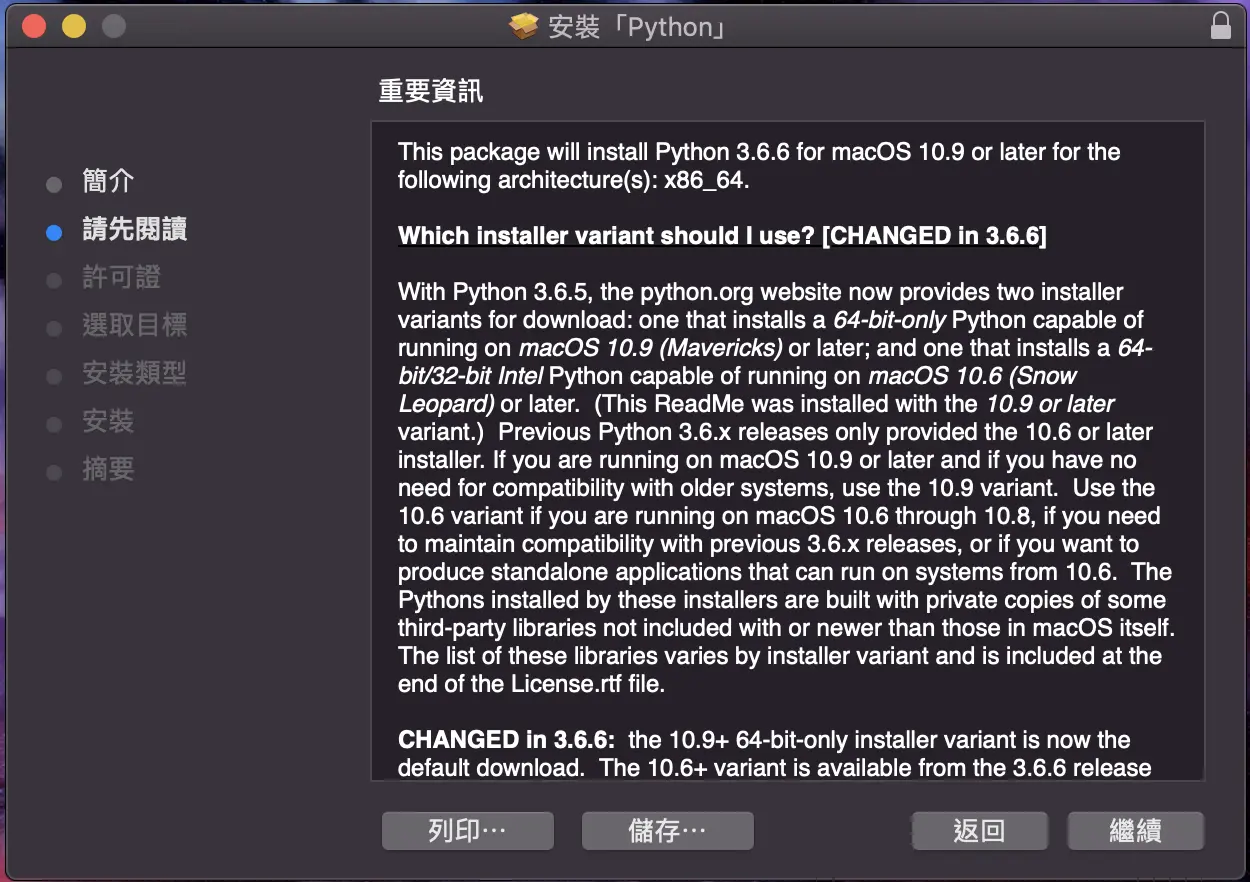 安裝「Python」
重要資訊
簡介
請先閱讀
許可證
選取目標
安裝類型
安裝
摘要
This package will install Python 3.6.6 for macOS 10.9 or later for the
following architecture(s): x86_64.
Which installer variant should I use? [CHANGED in 3.6.6]
With Python 3.6.5, the python.org website now provides two installer
variants for download: one that installs a 64-bit-only Python capable of
running on macOS 10.9 (Mavericks) or later; and one that installs a 64-
bit/32-bit Intel Python capable of running on macOS 10.6 (Snow
Leopard) or later.  (This ReadMe was installed with the 10.9 or later
variant.)  Previous Python 3.6.x releases only provided the 10.6 or later
installer. If you are running on macOS 10.9 or later and if you have no
need for compatibility with older systems, use the 10.9 variant.  Use the
10.6 variant if you are running on macOS 10.6 through 10.8, if you need
to maintain compatibility with previous 3.6.x releases, or if you want to
produce standalone applications that can run on systems from 10.6.  The
Pythons installed by these installers are built with private copies of some
third-party libraries not included with or newer than those in macOS itself.
The list of these libraries varies by installer variant and is included at the
end of the License.rtf file.
CHANGED in 3.6.6:  the 10.9+ 64-bit-only installer variant is now the
default download.  The 10.6+ variant is available from the 3.6.6 release
列印⋯
儲存⋯
返回
繼續